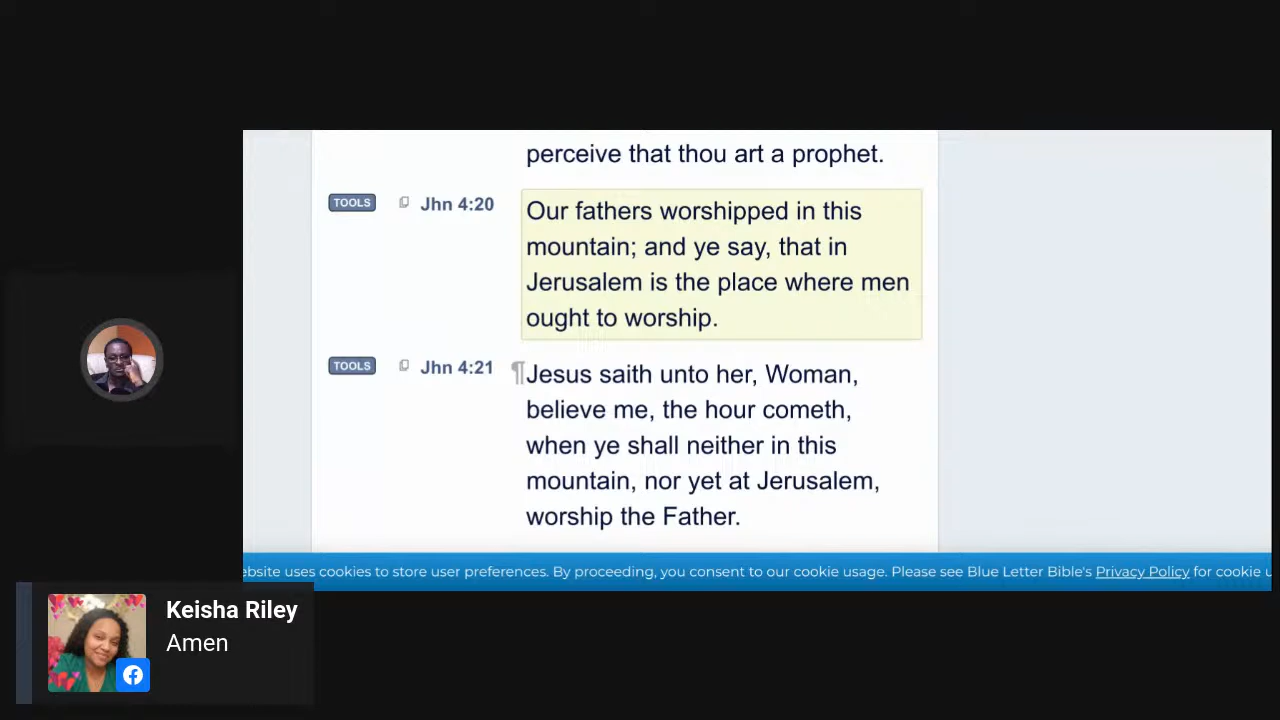 perceive that thou art a prophet.
TOOLS Jhn 4:20 Our fathers worshipped in this
mountain; and ye say, that in
Jerusalem is the place where men
ought to worship.
TOOLS Jhn 4:21 ¶Jesus saith unto her, Woman,
believe me, the hour cometh,
when ye shall neither in this
mountain, nor yet at Jerusalem,
worship the Father.
ebsite uses cookies to store user preferences. By proceeding, you consent to our cookie usage. Please see Blue Letter Bible's Privacy Policy for cookie u
Keisha Riley
Amen